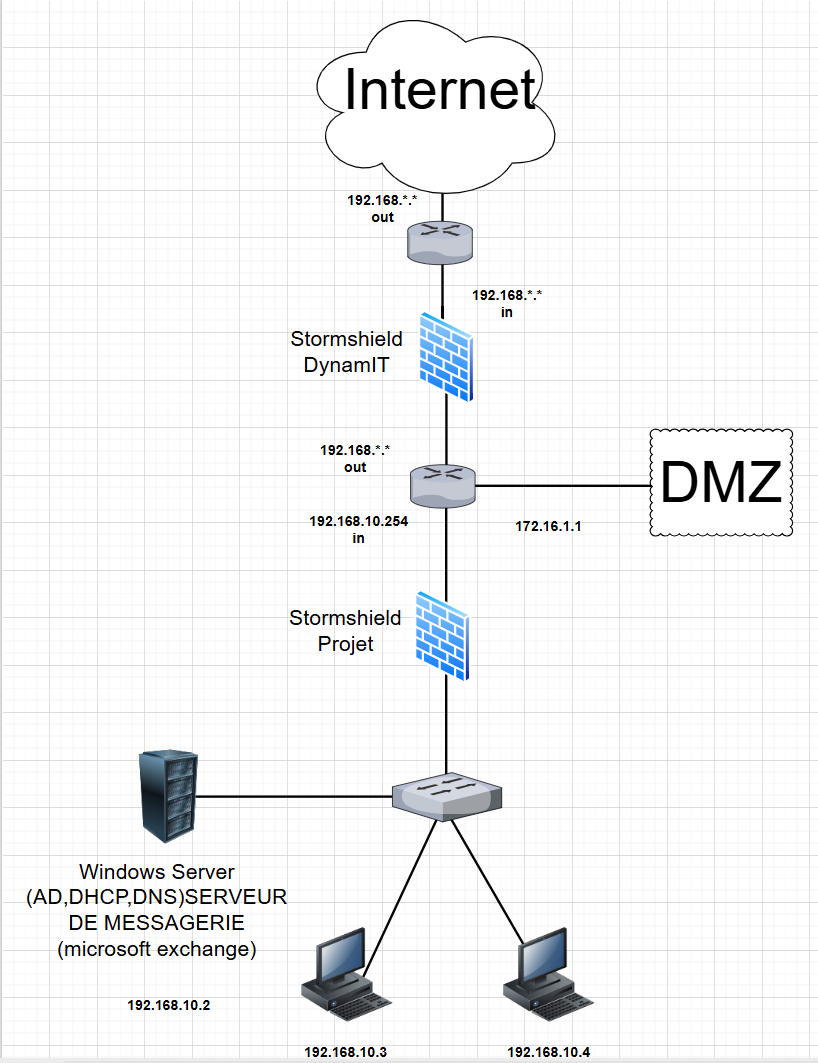 Internet
192.168.*.*
out
192.168.*.*
in
Stormshield
DynamIT
192.168.*.*
out
DMZ
192.168.10.254
in
172.16.1.1
Stormshield
Projet
Windows Server
(AD,DHCP,DNS)SERVEUR
DE MESSAGERIE
(microsoft exchange)
192.168.10.2
192.168.10.3
192.168.10.4